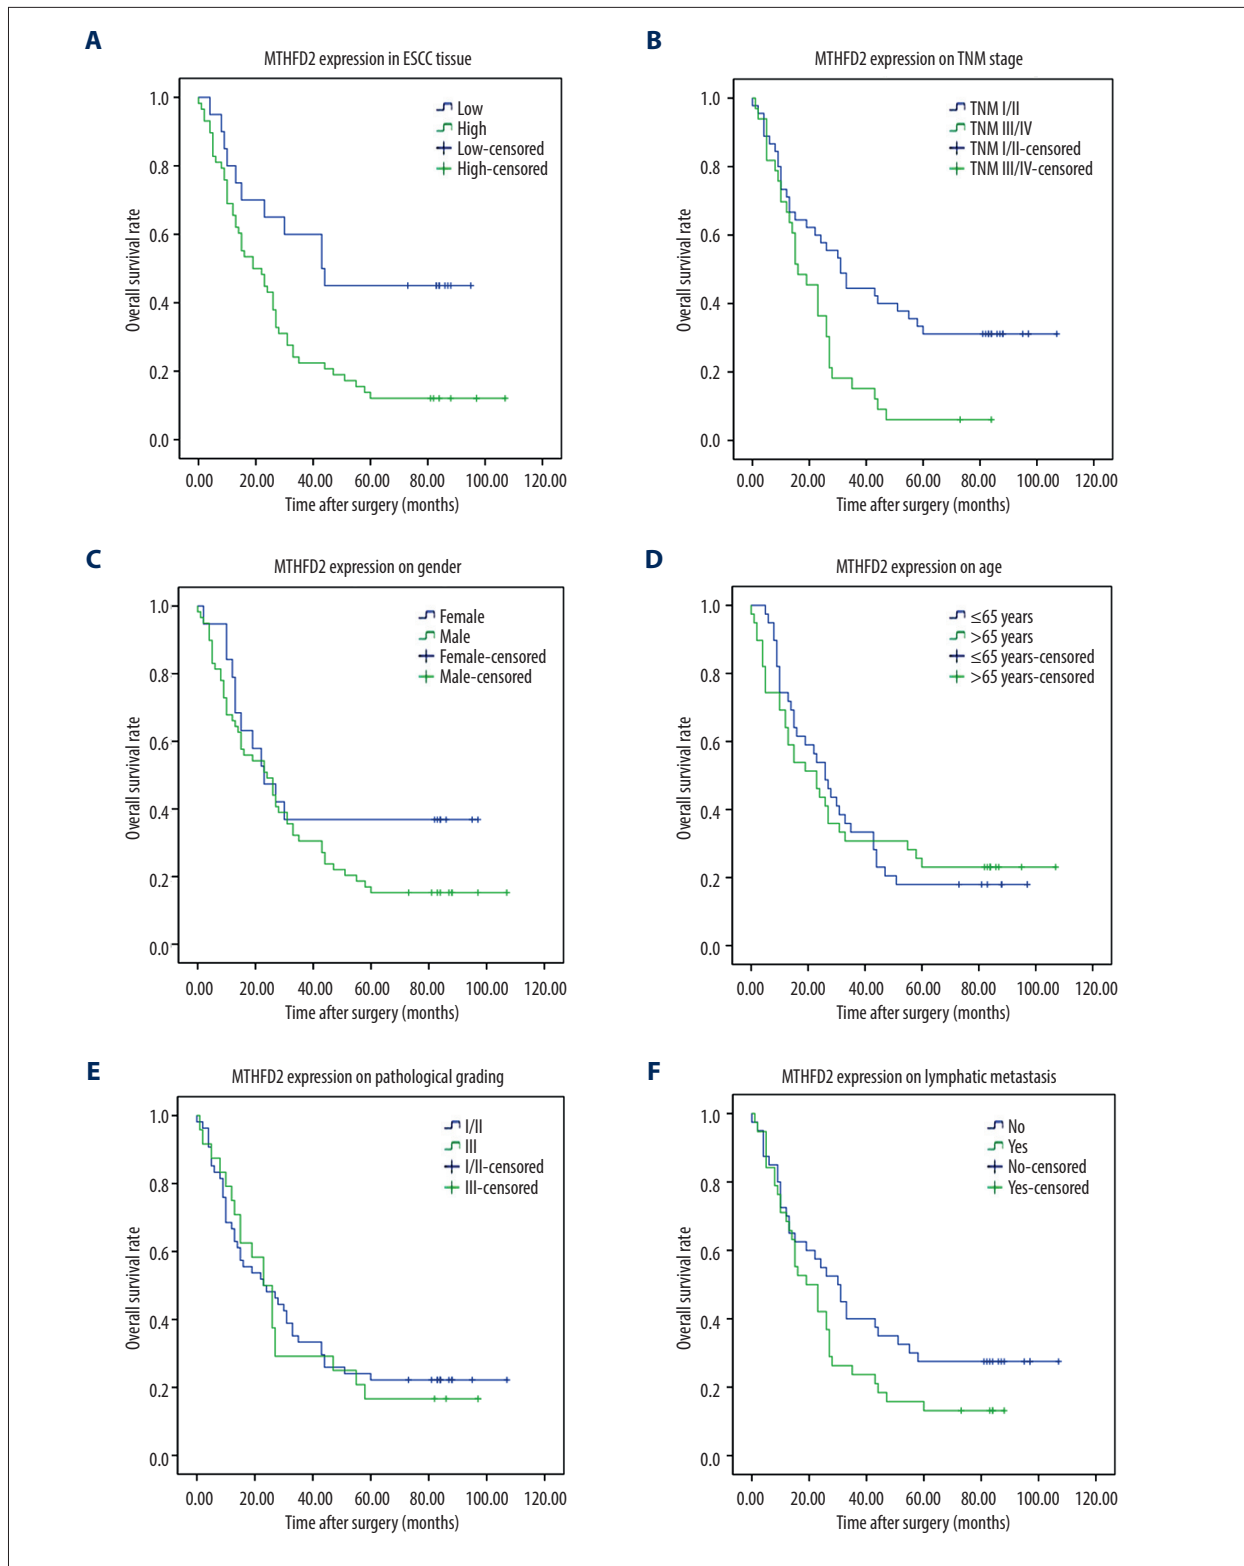 A
MTHFD2 expression in ESCC tissue
Low
High
Low-censored
High-censored
1.0
0.8
0.6
0.4
0.2
0.0
Overall survival rate
0.00 20.00 40.00 60.00 80.00 100.00 120.00
Time after surgery (months)
B
MTHFD2 expression on TNM stage
TNM I/II
TNM III/IV
TNM I/II-censored
TNM III/IV-censored
1.0
0.8
0.6
0.4
0.2
0.0
Overall survival rate
0.00 20.00 40.00 60.00 80.00 100.00 120.00
Time after surgery (months)
C
MTHFD2 expression on gender
Female
Male
Female-censored
Male-censored
1.0
0.8
0.6
0.4
0.2
0.0
Overall survival rate
0.00 20.00 40.00 60.00 80.00 100.00 120.00
Time after surgery (months)
D
MTHFD2 expression on age
≤65 years
>65 years
≤65 years-censored
>65 years-censored
1.0
0.8
0.6
0.4
0.2
0.0
Overall survival rate
0.00 20.00 40.00 60.00 80.00 100.00 120.00
Time after surgery (months)
E
MTHFD2 expression on pathological grading
I/II
III
I/II-censored
III-censored
1.0
0.8
0.6
0.4
0.2
0.0
Overall survival rate
0.00 20.00 40.00 60.00 80.00 100.00 120.00
Time after surgery (months)
F
MTHFD2 expression on lymphatic metastasis
No
Yes
No-censored
Yes-censored
1.0
0.8
0.6
0.4
0.2
0.0
Overall survival rate
0.00 20.00 40.00 60.00 80.00 100.00 120.00
Time after surgery (months)